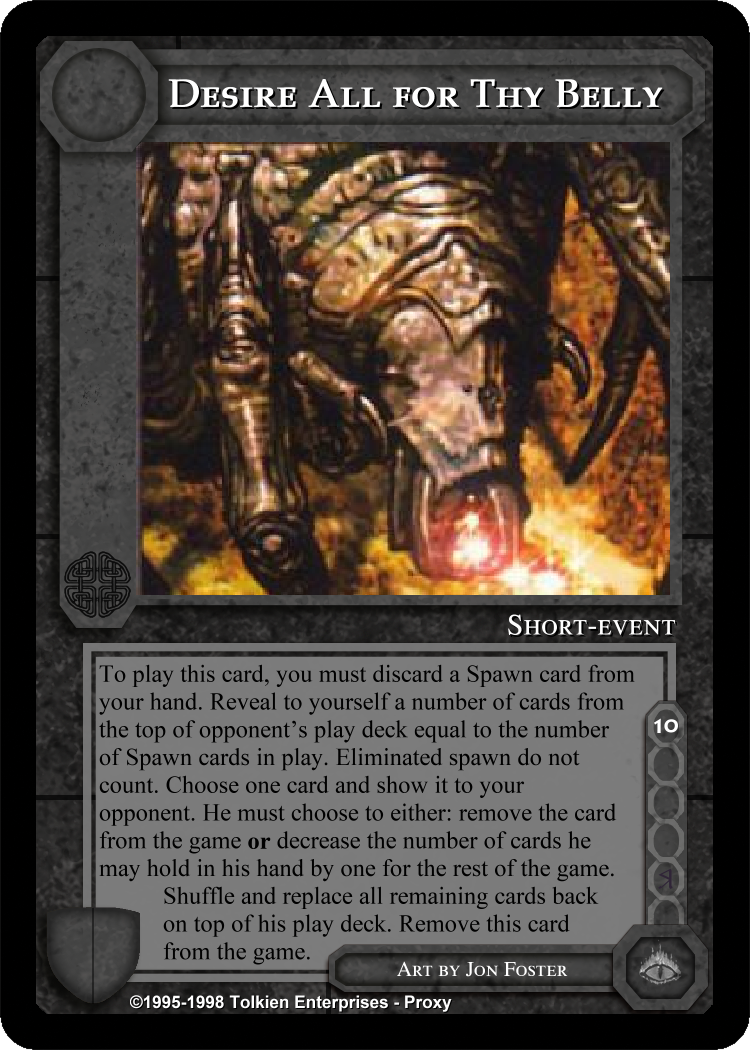 Desire All for Thy Belly
Short-event
To play this card, you must discard a Spawn card from
your hand. Reveal to yourself a number of cards from
the top of opponent's play deck equal to the number
of Spawn cards in play. Eliminated spawn do not
count. Choose one card and show it to your
opponent. He must choose to either: remove the card
from the game or decrease the number of cards he
may hold in his hand by one for the rest of the game.
Shuffle and replace all remaining cards back
on top of his play deck. Remove this card
from the game.
10
Art by Jon Foster
©1995-1998 Tolkien Enterprises - Proxy